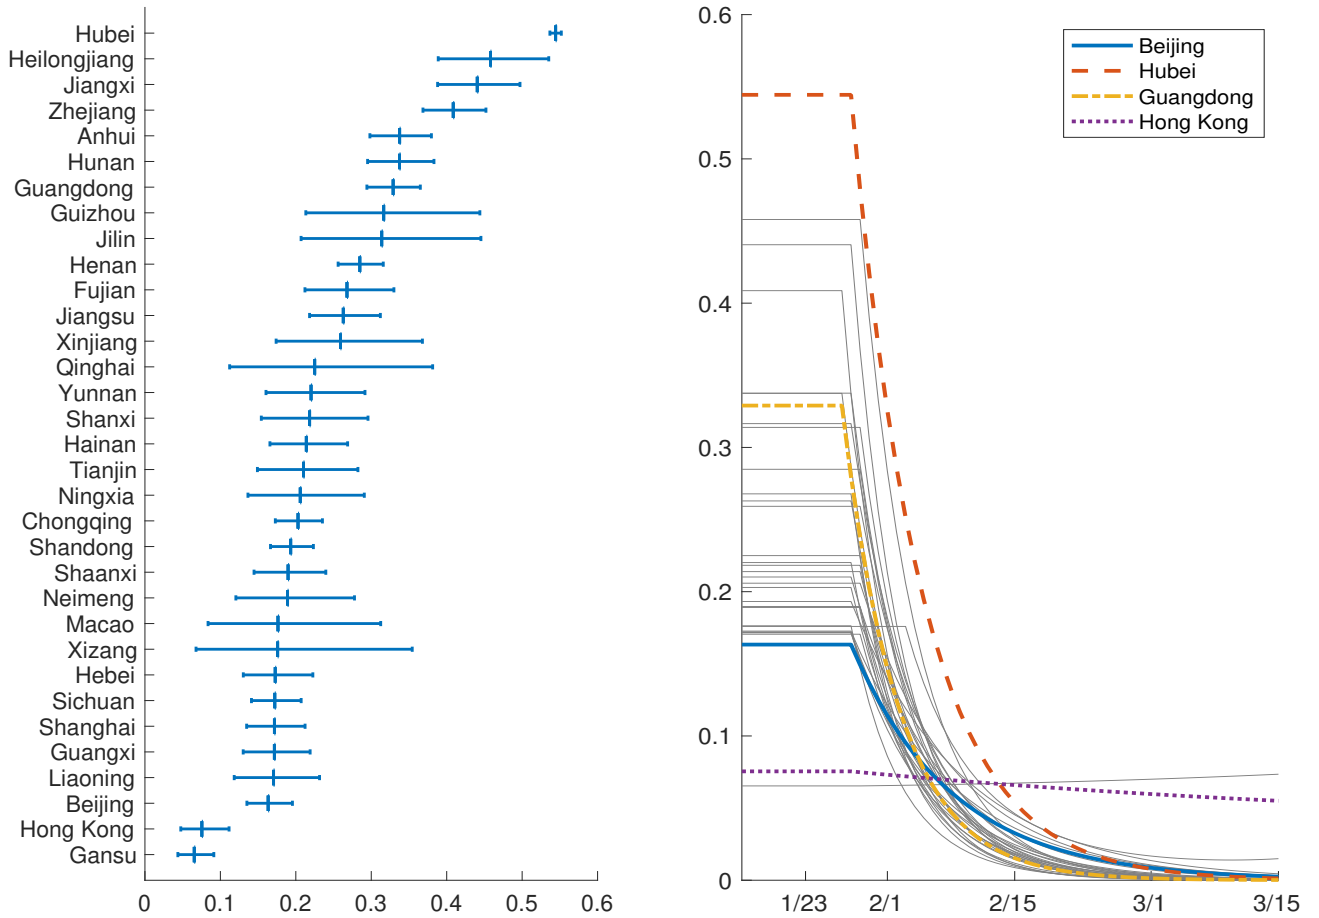 Hubei
Heilongjiang
Jiangxi
Zhejiang
Anhui
Hunan
Guangdong
Guizhou
Jilin
Henan
Fujian
Jiangsu
Xinjiang
Qinghai
Yunnan
Shanxi
Hainan
Tianjin
Ningxia
Chongqing
Shandong
Shaanxi
Neimeng
Macao
Xizang
Hebei
Sichuan
Shanghai
Guangxi
Liaoning
Beijing
Hong Kong
Gansu
0 0.1 0.2 0.3 0.4 0.5 0.6
0.6
0.5
0.4
0.3
0.2
0.1
0
1/23 2/1 2/15 3/1 3/15
Beijing
Hubei
Guangdong
Hong Kong